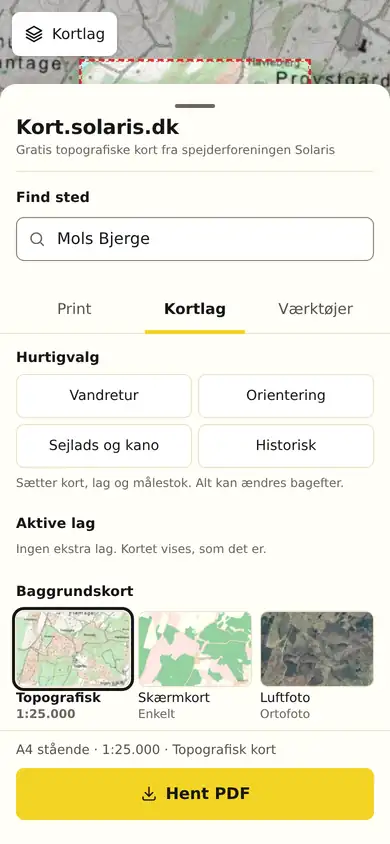 Kortlag
antage
Havneberg
Provstgård
Kort.solaris.dk
Gratis topografiske kort fra spejderforeningen Solaris
Find sted
Mols Bjerge
Print
Kortlag
Værktøjer
Hurtigvalg
Vandretur
Orientering
Sejlads og kano
Historisk
Sætter kort, lag og målestok. Alt kan ændres bagefter.
Aktive lag
Ingen ekstra lag. Kortet vises, som det er.
Baggrundskort
Topografisk
1:25.000
Skærmkort
Enkelt
Luftfoto
Ortofoto
A4 stående · 1:25.000 · Topografisk kort
Hent PDF